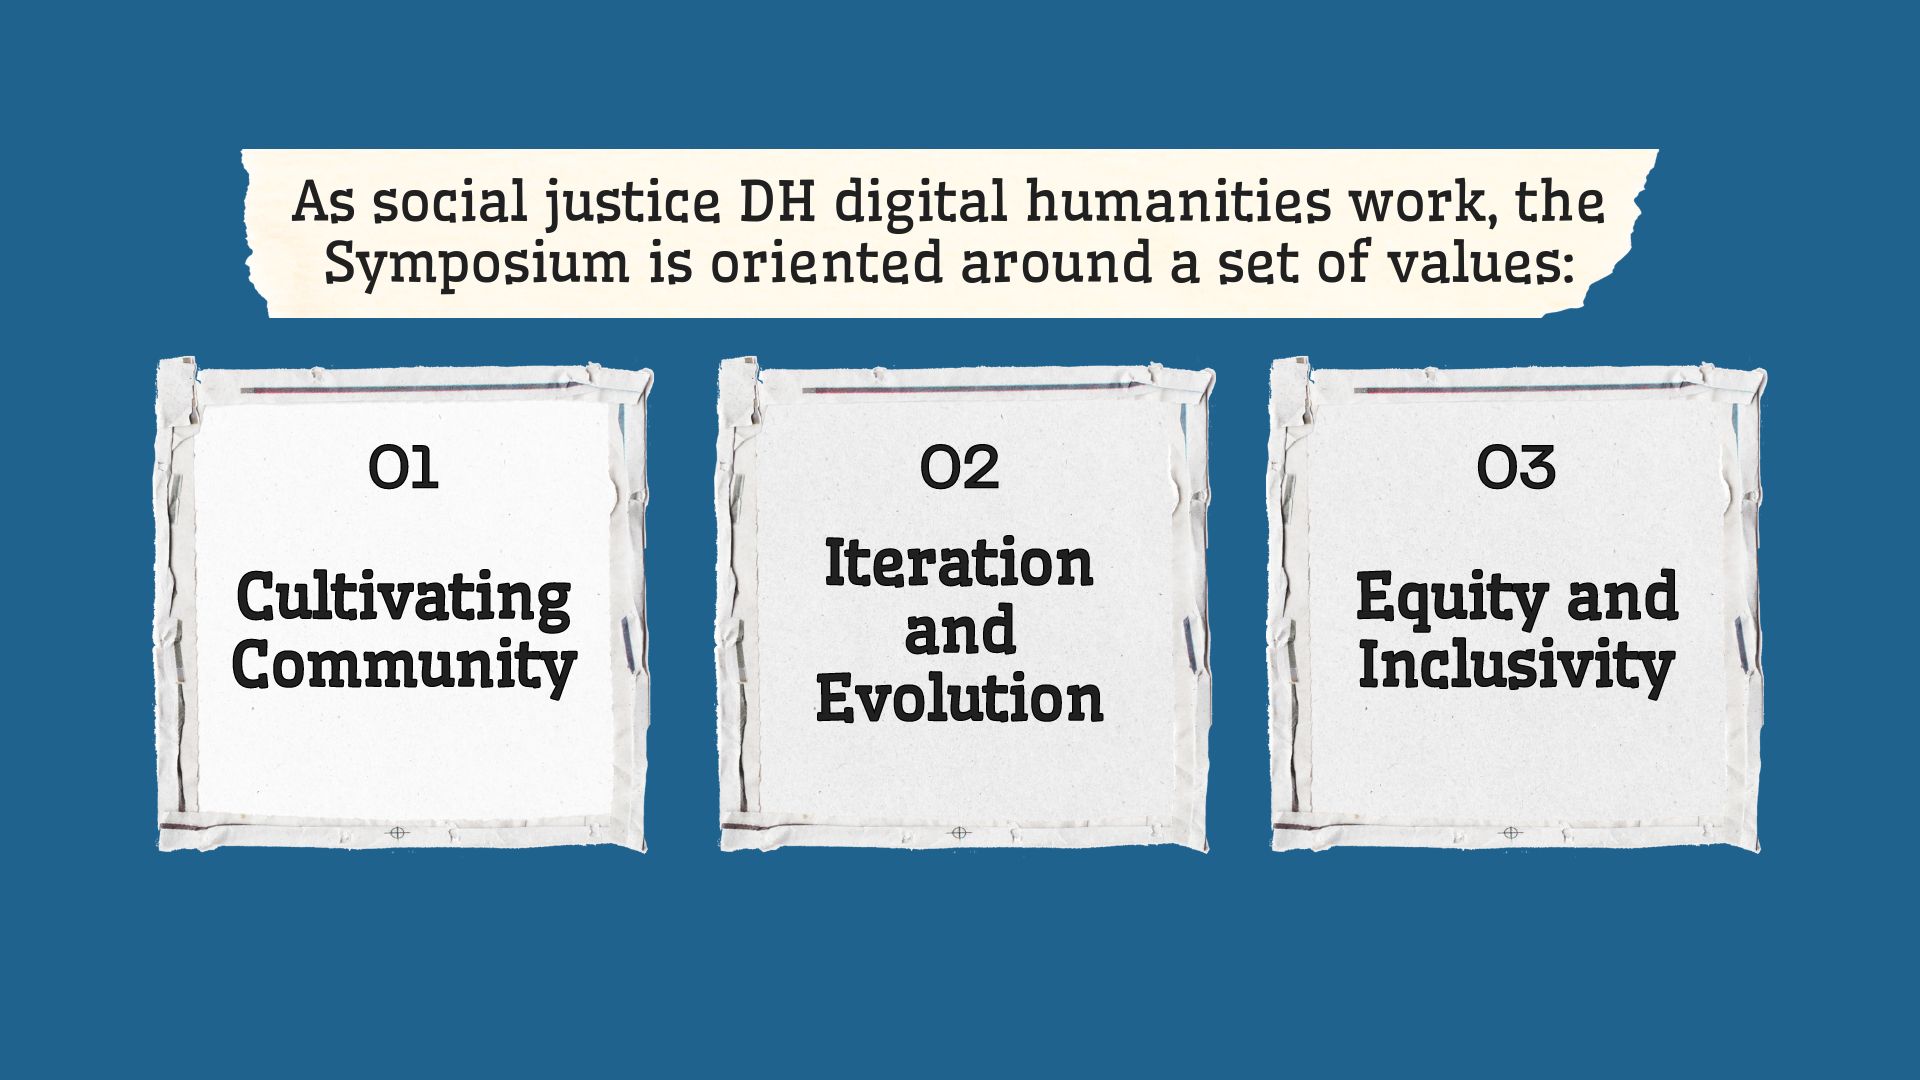 As social justice DH digital humanities work, the
Symposium is oriented around a set of values:
01
Cultivating
Community
02
Iteration
and
Evolution
03
Equity and
Inclusivity